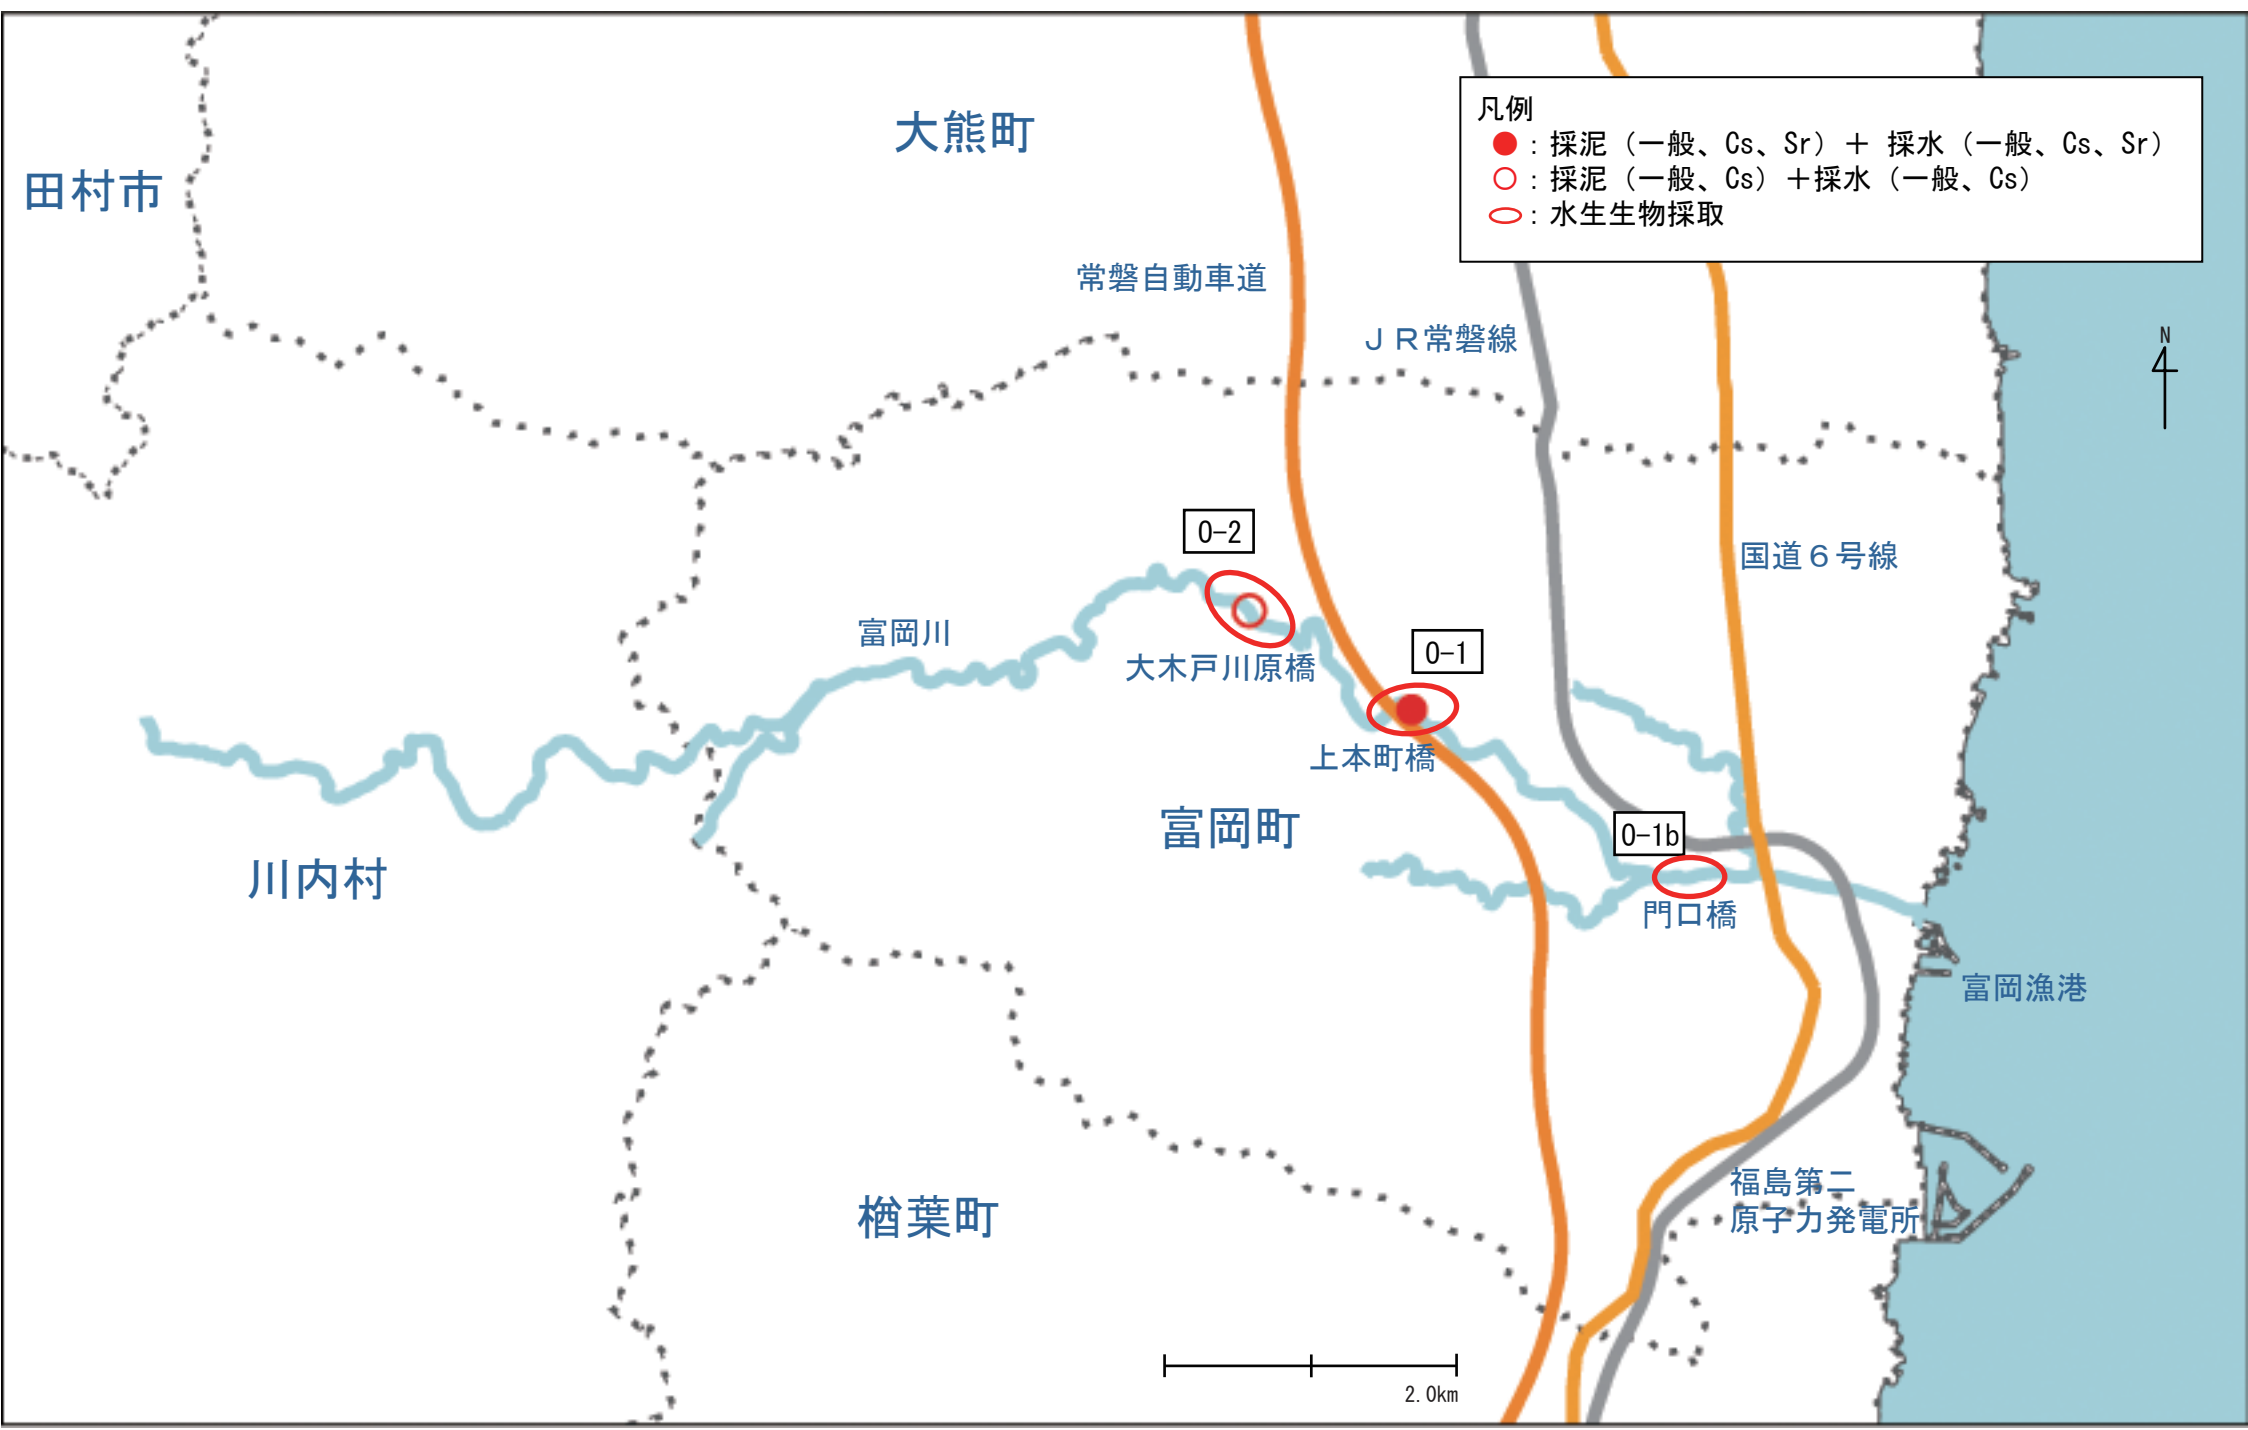 凡例
●：採泥（一般、Cs、Sr）＋ 採水（一般、Cs、Sr）
○：採泥（一般、Cs）＋採水（一般、Cs）
：水生生物採取
大熊町
田村市
常磐自動車道
ＪＲ常磐線
N
0-2
国道６号線
富岡川
大木戸川原橋
0-1
上本町橋
富岡町
0-1b
川内村
門口橋
富岡漁港
福島第二
原子力発電所
楢葉町
2.0km